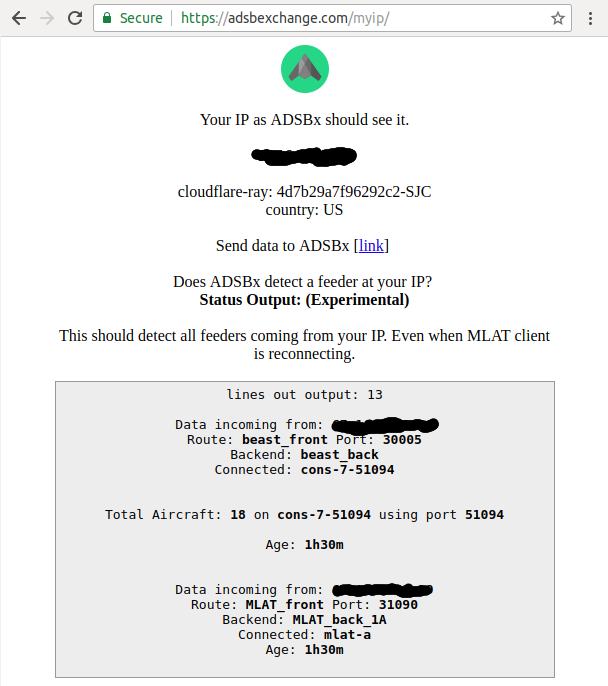 Secure https://adsbexchange.com/myip/
Your IP as ADSBx should see it.
cloudflare-ray: 4d7b29a7f96292c2-SJC
country: US
Send data to ADSBx [link]
Does ADSBx detect a feeder at your IP?
Status Output: (Experimental)
This should detect all feeders coming from your IP. Even when MLAT client
is reconnecting.
lines out output: 13
Data incoming from:
Route: beast_front Port: 30005
Backend: beast_back
Connected: cons-7-51094
Total Aircraft: 18 on cons-7-51094 using port 51094
Age: 1h30m
Data incoming from:
Route: MLAT_front Port: 31090
Backend: MLAT_back_1A
Connected: mlat-a
Age: 1h30m